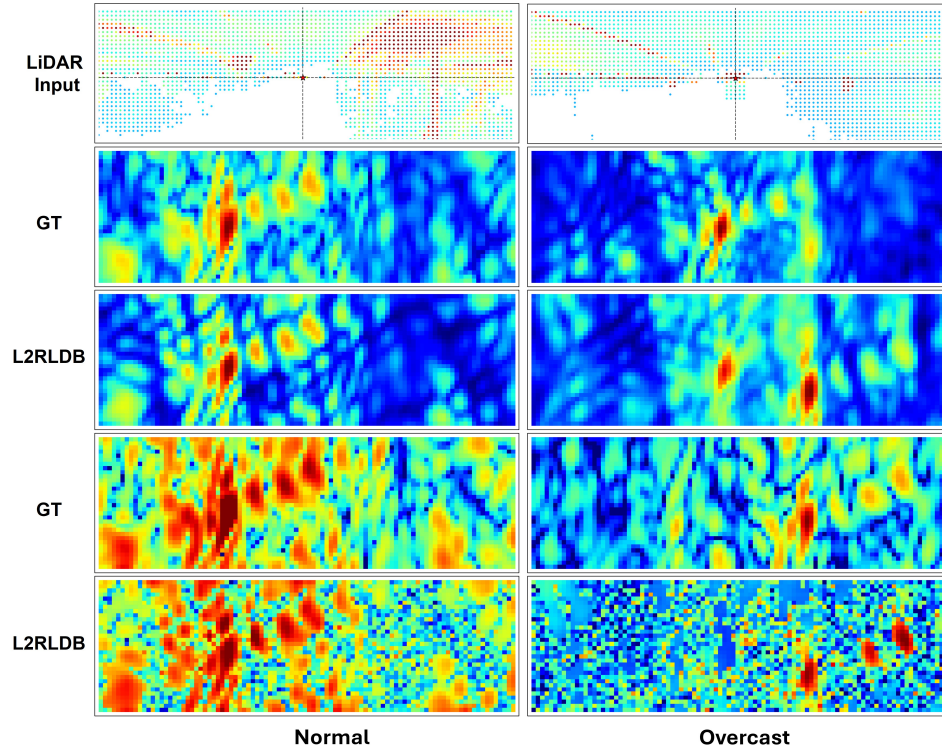 LiDAR
Input
GT
L2RLDB
GT
L2RLDB
Normal
Overcast